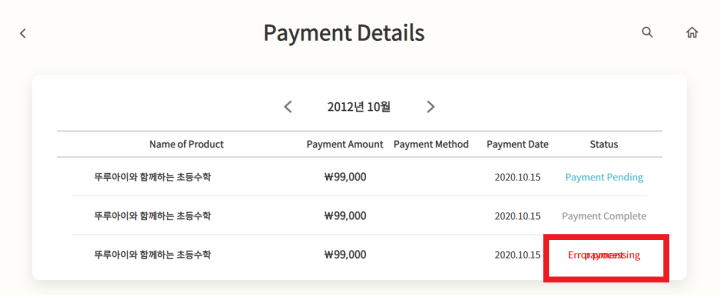 Payment Details
2012년 10월
Name of Product Payment Amount Payment Method Payment Date Status
뚜루아이와 함께하는 초등수학 ₩99,000 2020.10.15 Payment Pending
뚜루아이와 함께하는 초등수학 ₩99,000 2020.10.15 Payment Complete
뚜루아이와 함께하는 초등수학 ₩99,000 2020.10.15